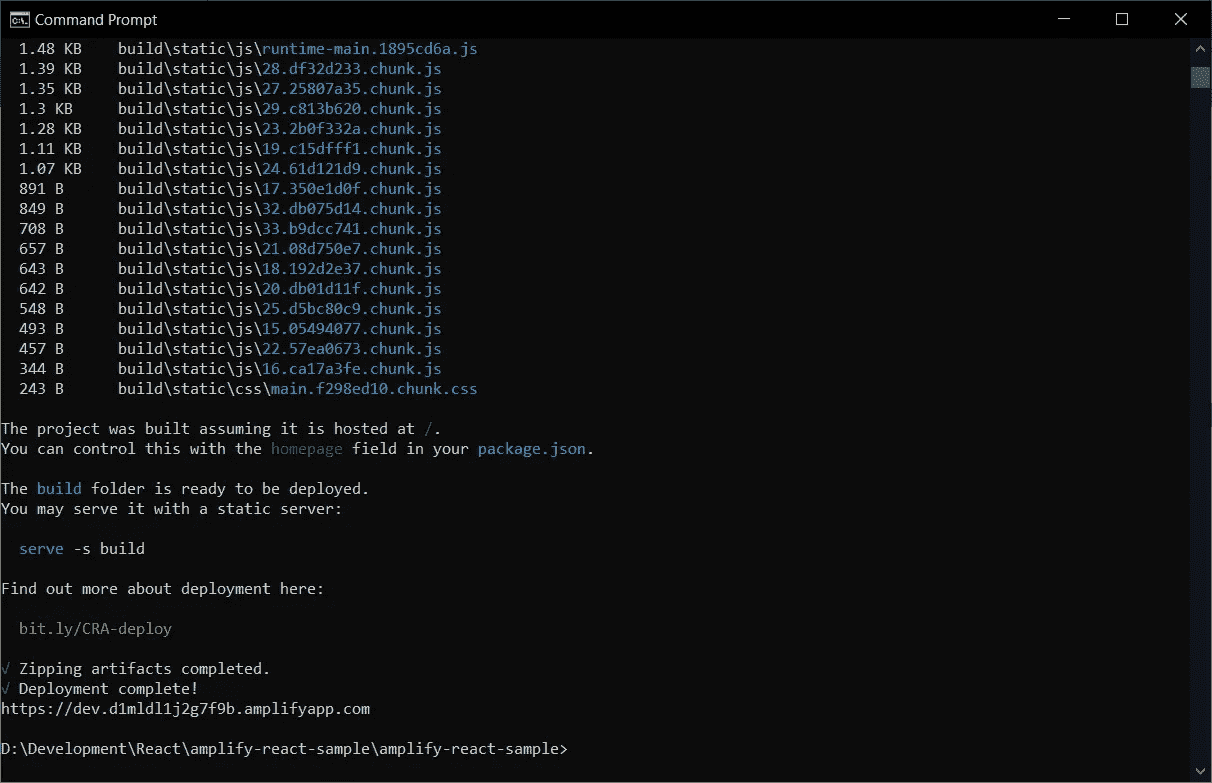 Command Prompt
1.48 KB    build\static\js\runtime-main.1895cd6a.js
1.39 KB    build\static\js\28.df32d233.chunk.js
1.35 KB    build\static\js\27.25807a35.chunk.js
1.3 KB     build\static\js\29.c813b620.chunk.js
1.28 KB    build\static\js\23.2b0f332a.chunk.js
1.11 KB    build\static\js\19.c15dfff1.chunk.js
1.07 KB    build\static\js\24.61d121d9.chunk.js
891 B      build\static\js\17.350e1d0f.chunk.js
849 B      build\static\js\32.db075d14.chunk.js
708 B      build\static\js\33.b9dcc741.chunk.js
657 B      build\static\js\21.08d750e7.chunk.js
643 B      build\static\js\18.192d2e37.chunk.js
642 B      build\static\js\20.db01d11f.chunk.js
548 B      build\static\js\25.d5bc80c9.chunk.js
493 B      build\static\js\15.05494077.chunk.js
457 B      build\static\js\22.57ea0673.chunk.js
344 B      build\static\js\16.ca17a3fe.chunk.js
243 B      build\static\css\main.f298ed10.chunk.css
The project was built assuming it is hosted at /.
You can control this with the homepage field in your package.json.
The build folder is ready to be deployed.
You may serve it with a static server:
serve -s build
Find out more about deployment here:
bit.ly/CRA-deploy
√ Zipping artifacts completed.
√ Deployment complete!
https://dev.d1mldl1j2g7f9b.amplifyapp.com
D:\Development\React\amplify-react-sample\amplify-react-sample>